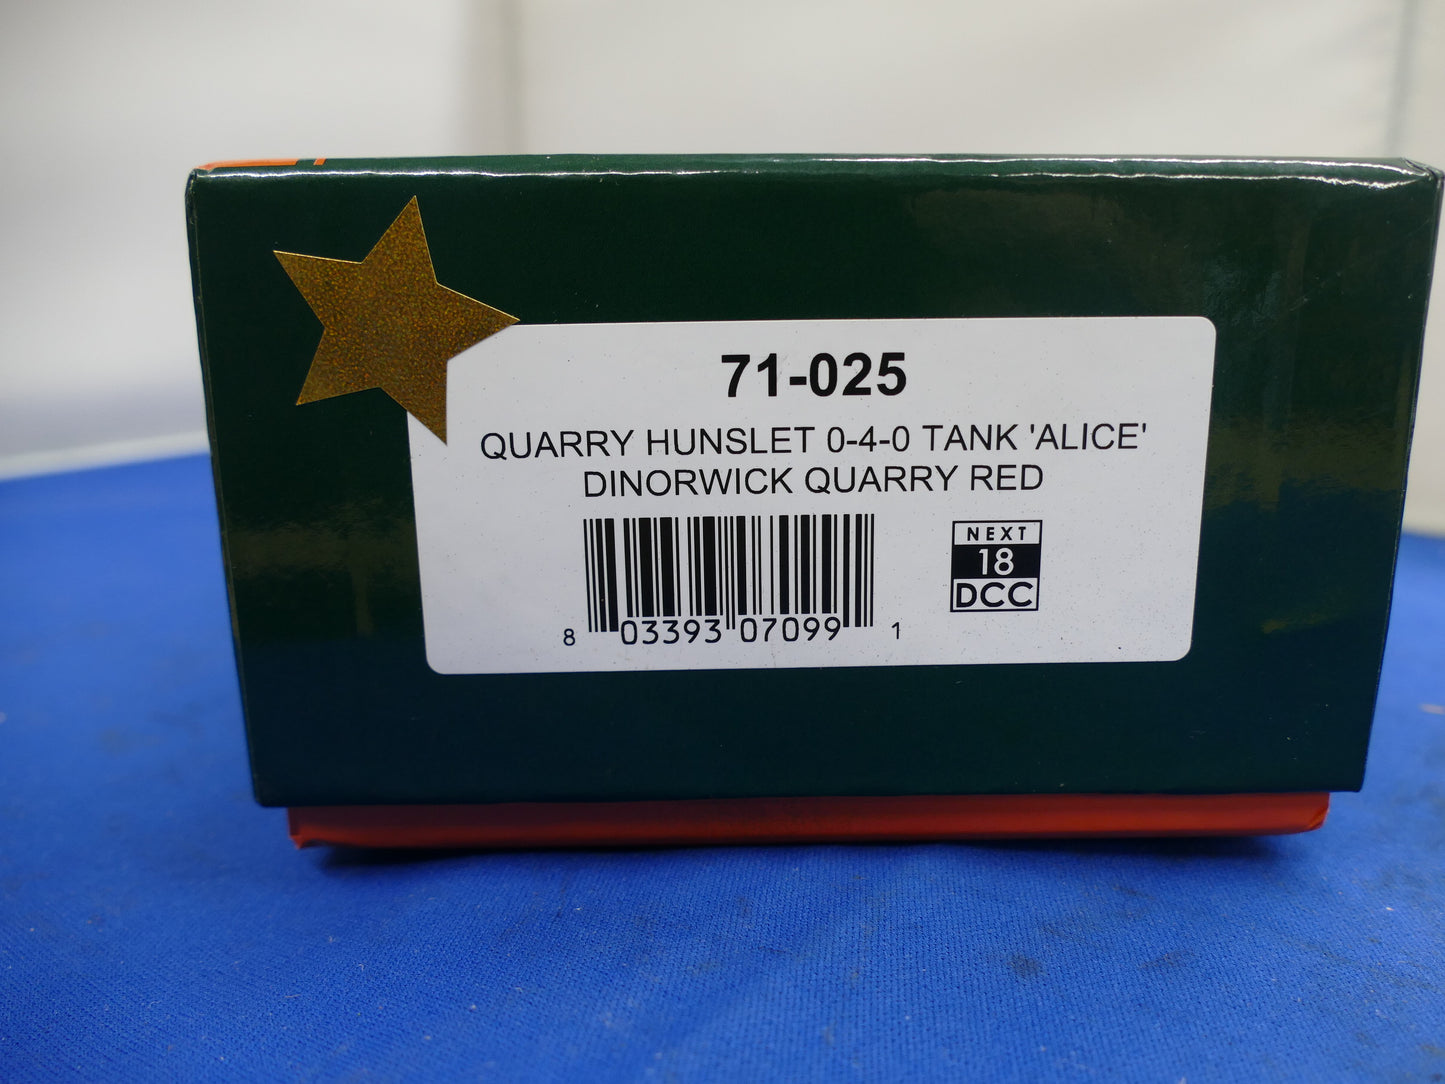 71-025
QUARRY HUNSLET 0-4-0 TANK 'ALICE'
DINORWICK QUARRY RED
8 03393 07099 1
NEXT
18
DCC